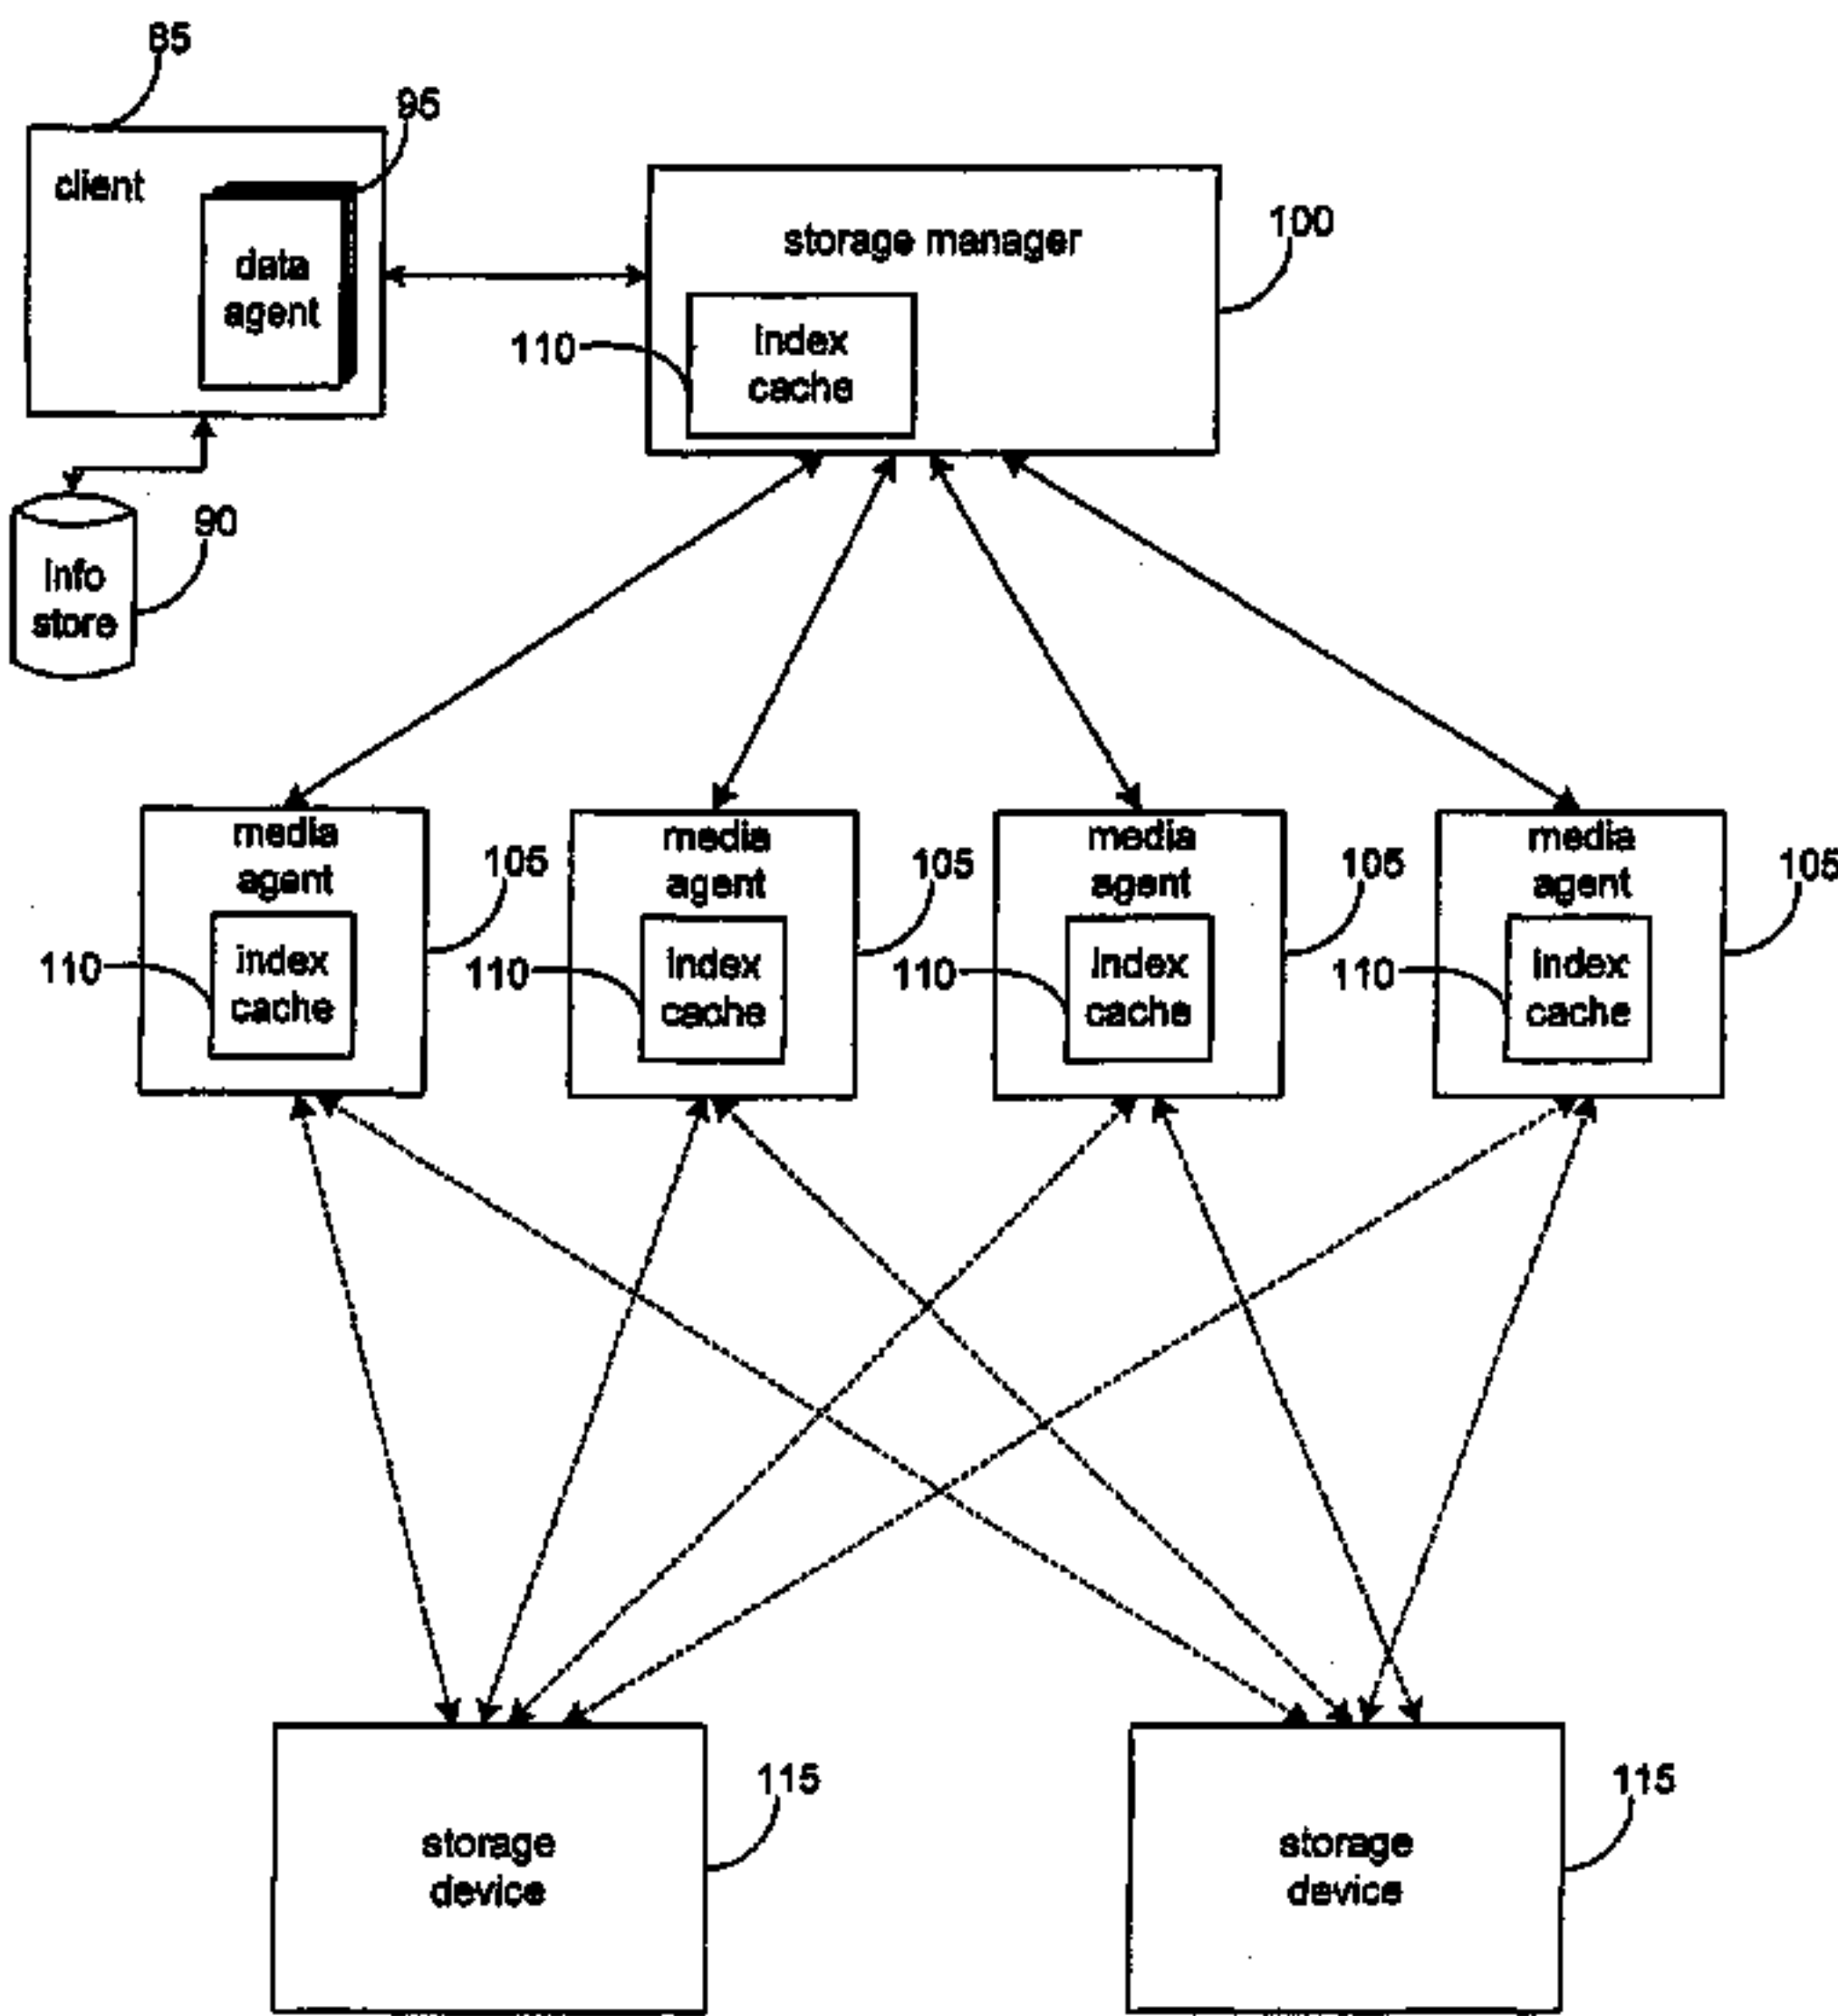 85
95
client
data
agent
storage manager
100
110
index
cache
90
info
store
media
agent
105
110
index
cache
media
agent
105
110
index
cache
media
agent
105
110
index
cache
media
agent
105
110
index
cache
storage
device
115
storage
device
115